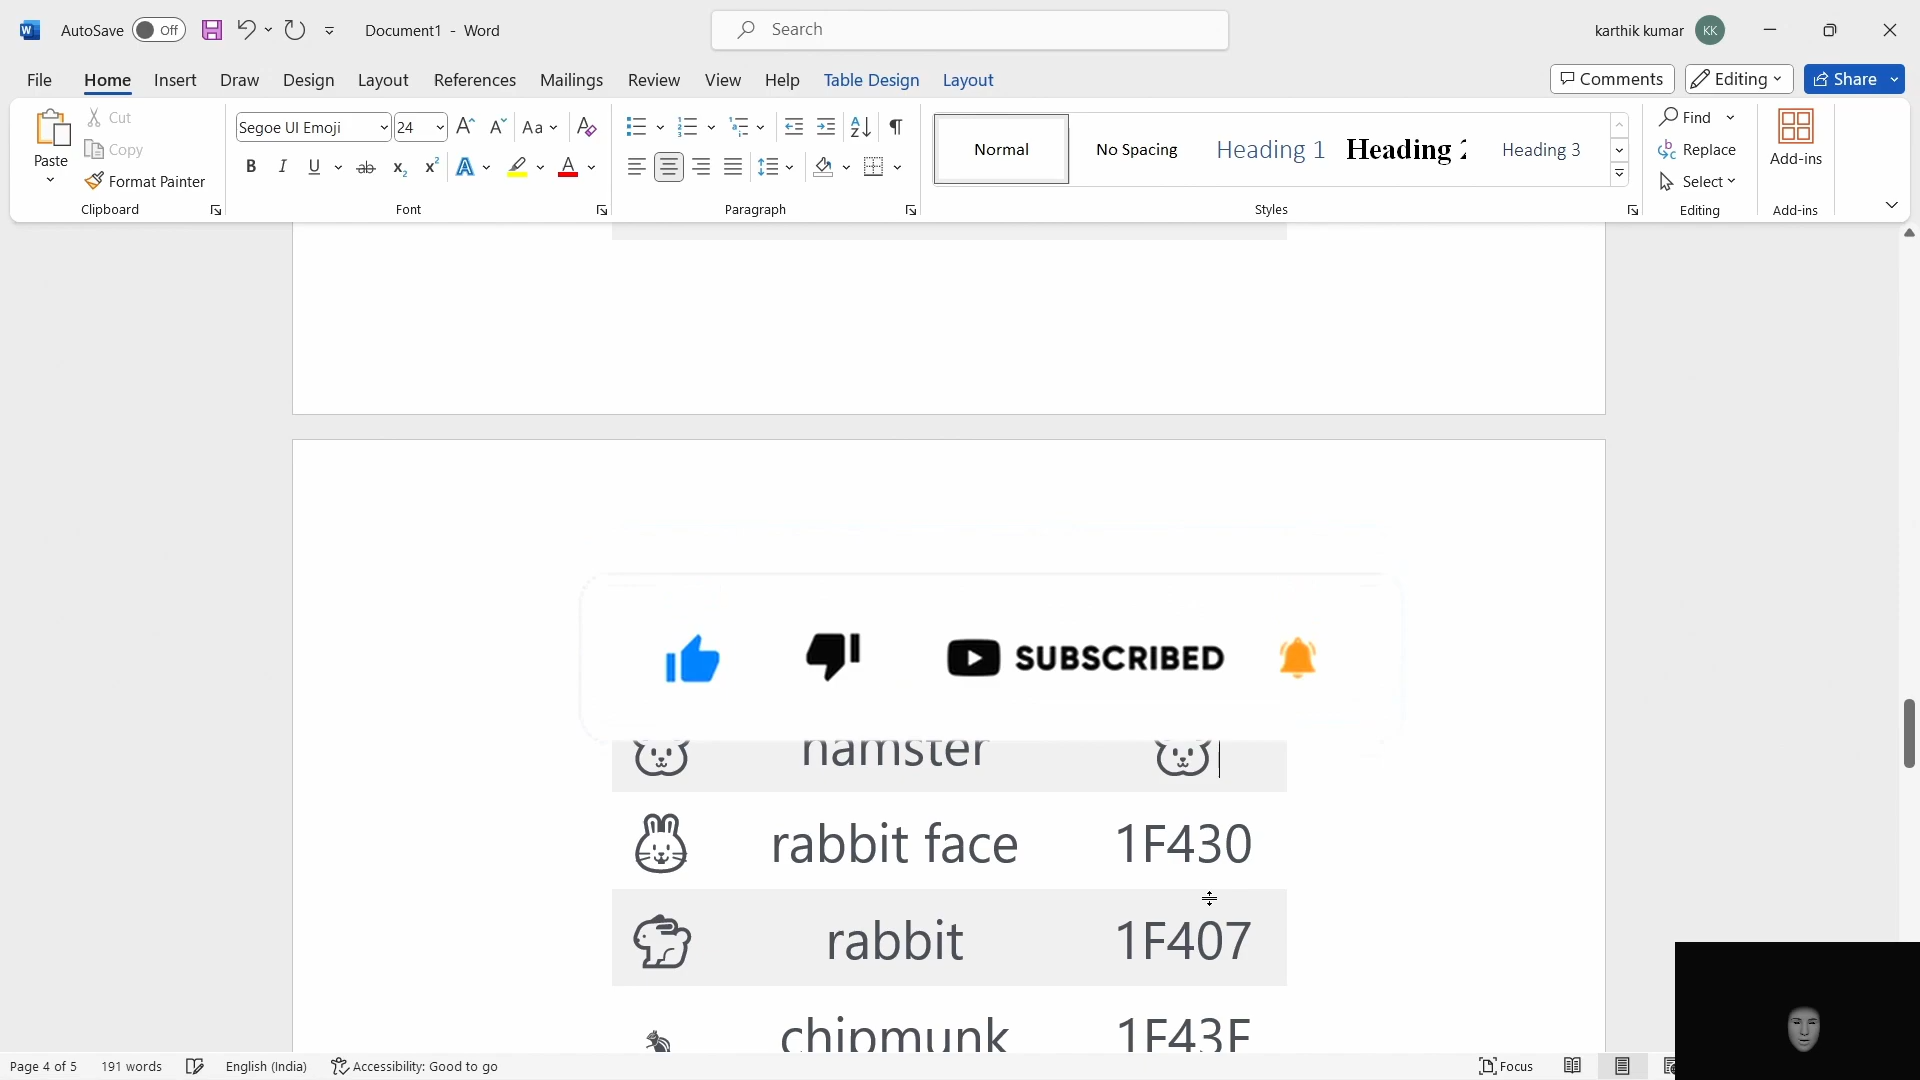 AutoSave Off Document1 - Word Search karthik kumar KK
File Home Insert Draw Design Layout References Mailings Review View Help Table Design Layout Comments Editing Share
Paste Cut Copy Format Painter
Segoe UI Emoji 24
Normal No Spacing Heading 1 Heading 2 Heading 3
Find Replace Select
Add-ins
Clipboard Font Paragraph Styles Editing Add-ins
SUBSCRIBED
hamster
rabbit face 1F430
rabbit 1F407
chipmunk 1F43F
Page 4 of 5 191 words English (India) Accessibility: Good to go Focus